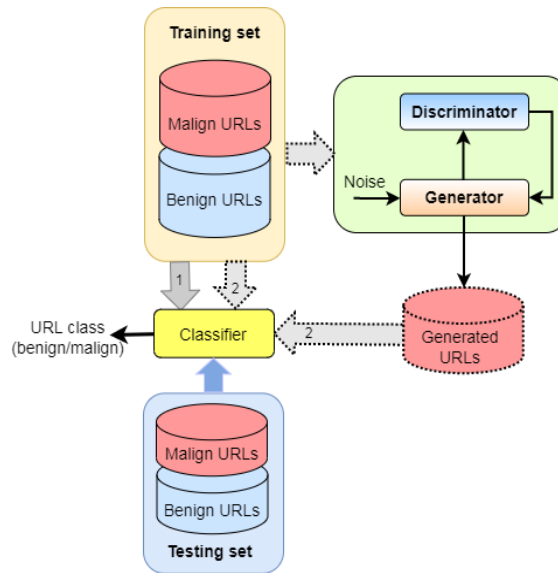 Training set
Malign URLs
Benign URLs
Discriminator
Noise
Generator
1
2
URL class
(benign/malign)
Classifier
2
Generated
URLs
Malign URLs
Benign URLs
Testing set